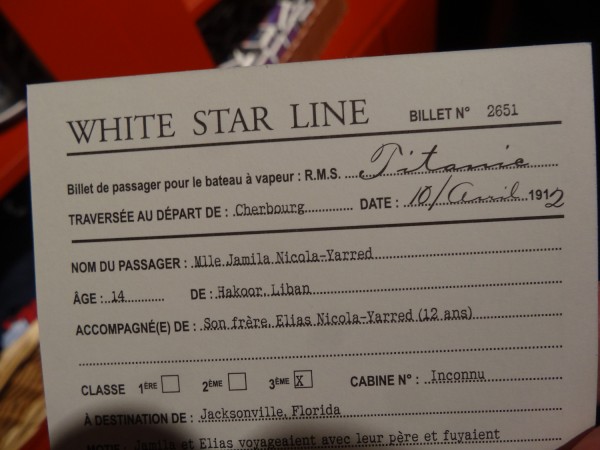 WHITE STAR LINE BILLET N° 2651
Billet de passager pour le bateau à vapeur : R.M.S. Titanic
TRAVERSÉE AU DÉPART DE : Cherbourg DATE : 10/Avril 1912
NOM DU PASSAGER : Mlle Jamila Nicola-Yarred
ÂGE : 14 DE : Hakoor, Liban
ACCOMPAGNÉ(E) DE : Son frère, Elias Nicola-Yarred (12 ans)
CLASSE 1ÈRE 2ÈME 3ÈME X CABINE N° : Inconnu
À DESTINATION DE : Jacksonville, Florida
Jamila et Elias voyageaient avec leur père et fuyaient